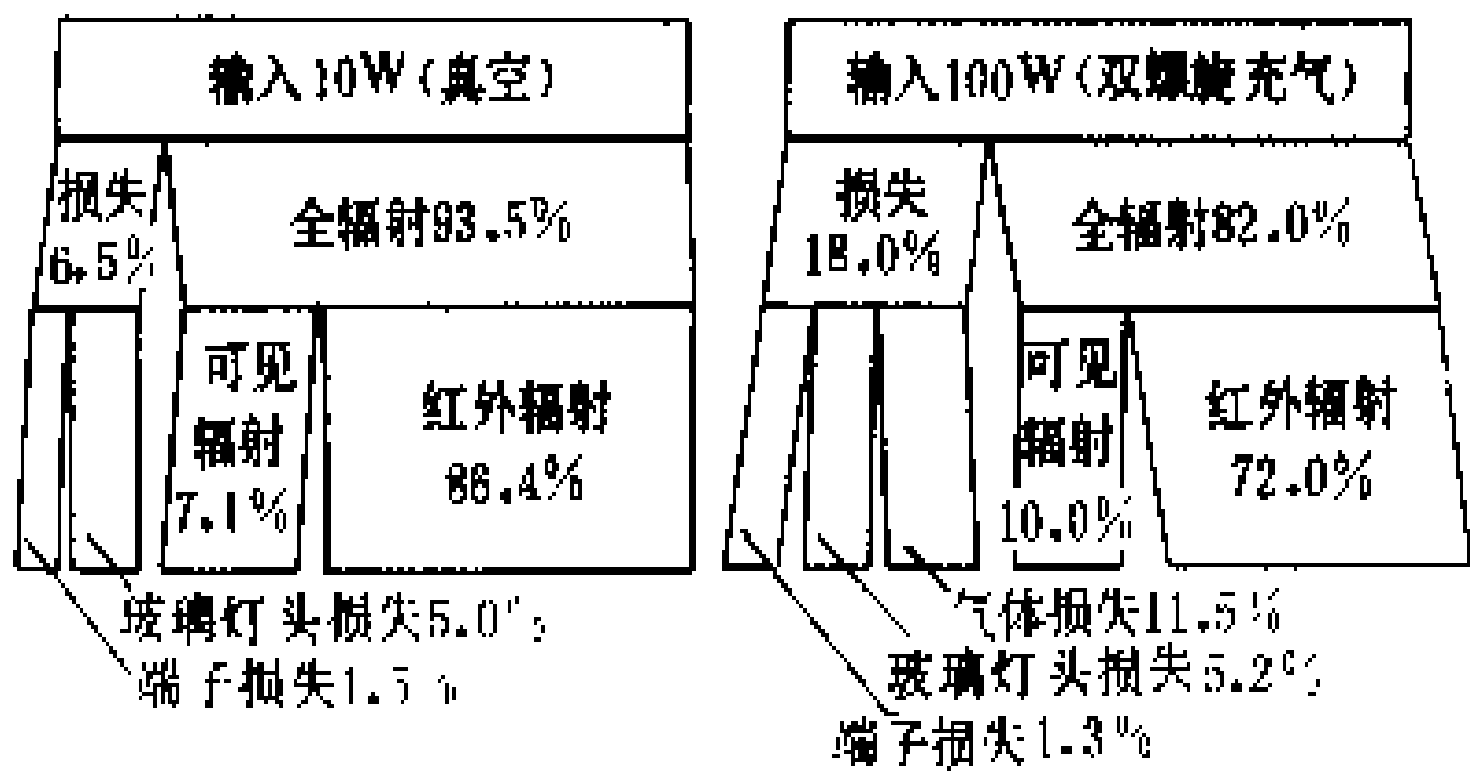 输入10W(真空)
损失
6.5%
全辐射93.5%
可见
辐射
7.1%
红外辐射
86.4%
玻璃灯头损失5.0%
端子损失1.5%
输入100W(双螺旋充气)
损失
18.0%
全辐射82.0%
可见
辐射
10.0%
红外辐射
72.0%
气体损失11.5%
玻璃灯头损失5.2%
端子损失1.3%